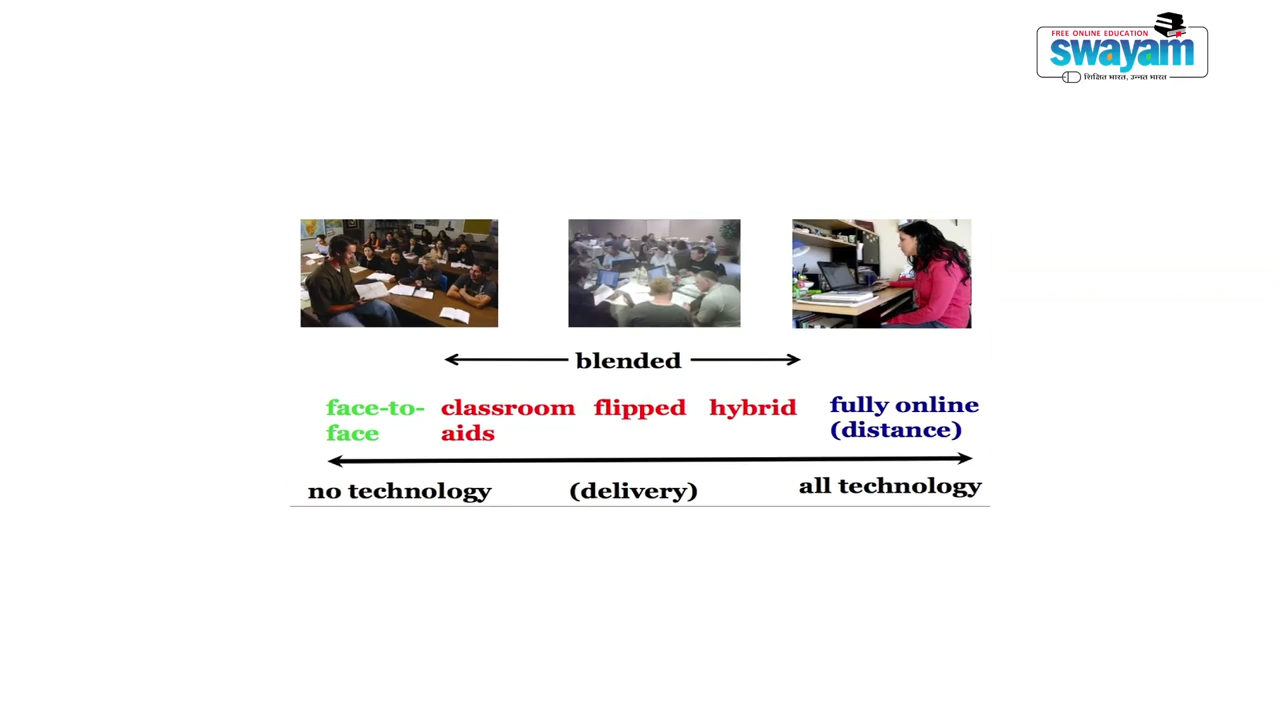 FREE ONLINE EDUCATION
swayam
शिक्षित भारत, उन्नत भारत
blended
face-to-face
classroom aids
flipped
hybrid
fully online
(distance)
no technology
(delivery)
all technology